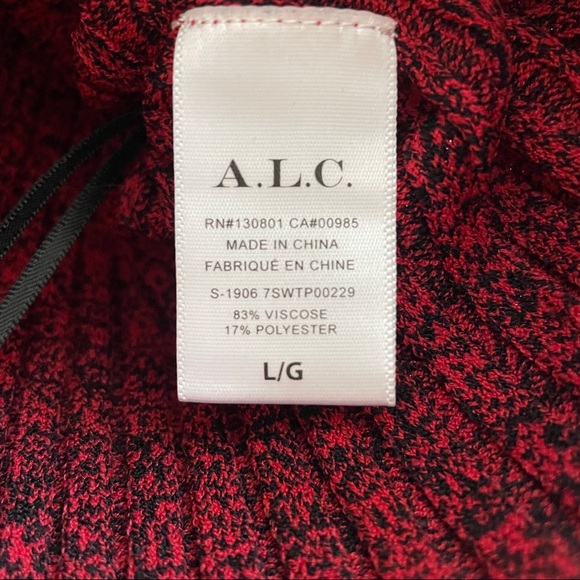 A.L.C.
RN#130801 CA#00985
MADE IN CHINA
FABRIQUÉ EN CHINE
S-1906 7SWTP00229
83% VISCOSE
17% POLYESTER
L/G